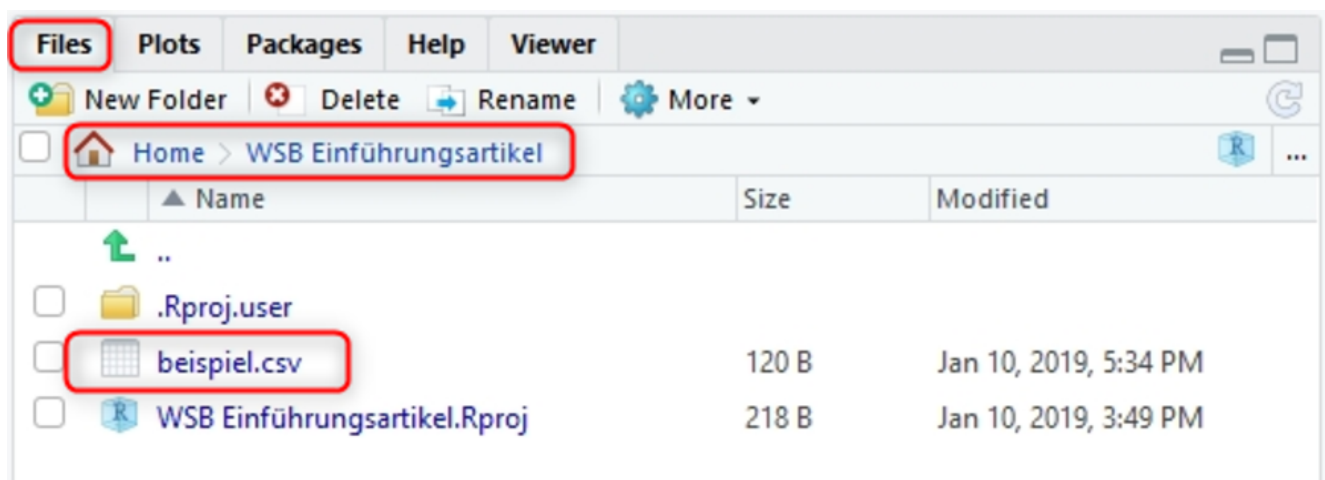 Files Plots Packages Help Viewer
New Folder Delete Rename More
Home WSB Einführungsartikel R ...
Name Size Modified
..
.Rproj.user
beispiel.csv 120 B Jan 10, 2019, 5:34 PM
R WSB Einführungsartikel.Rproj 218 B Jan 10, 2019, 3:49 PM